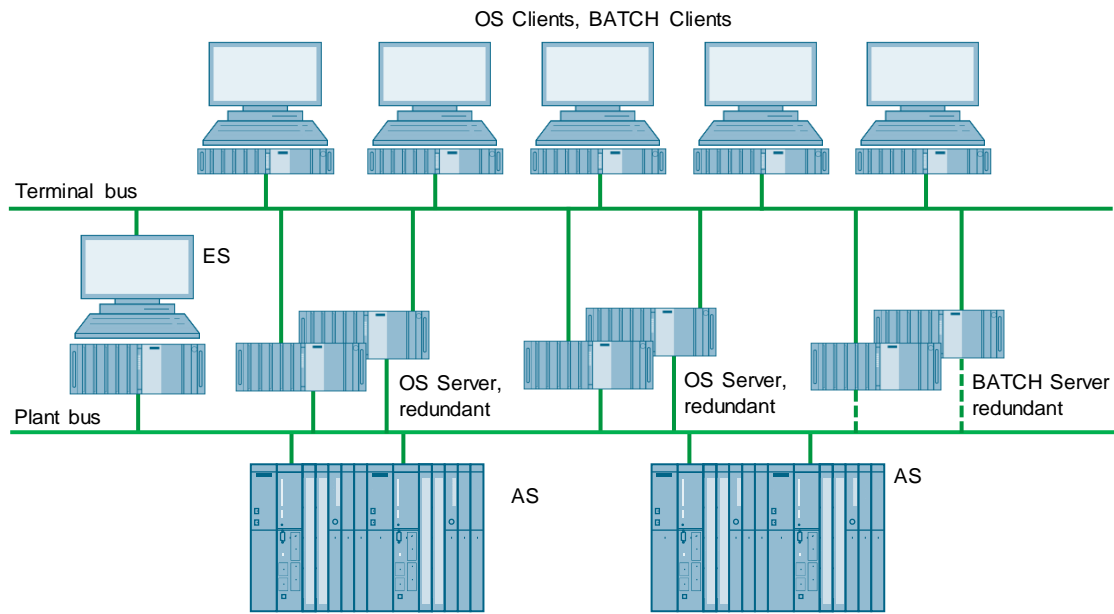 OS Clients, BATCH Clients
Terminal bus
ES
OS Server,
redundant
OS Server,
redundant
BATCH Server
redundant
Plant bus
AS
AS